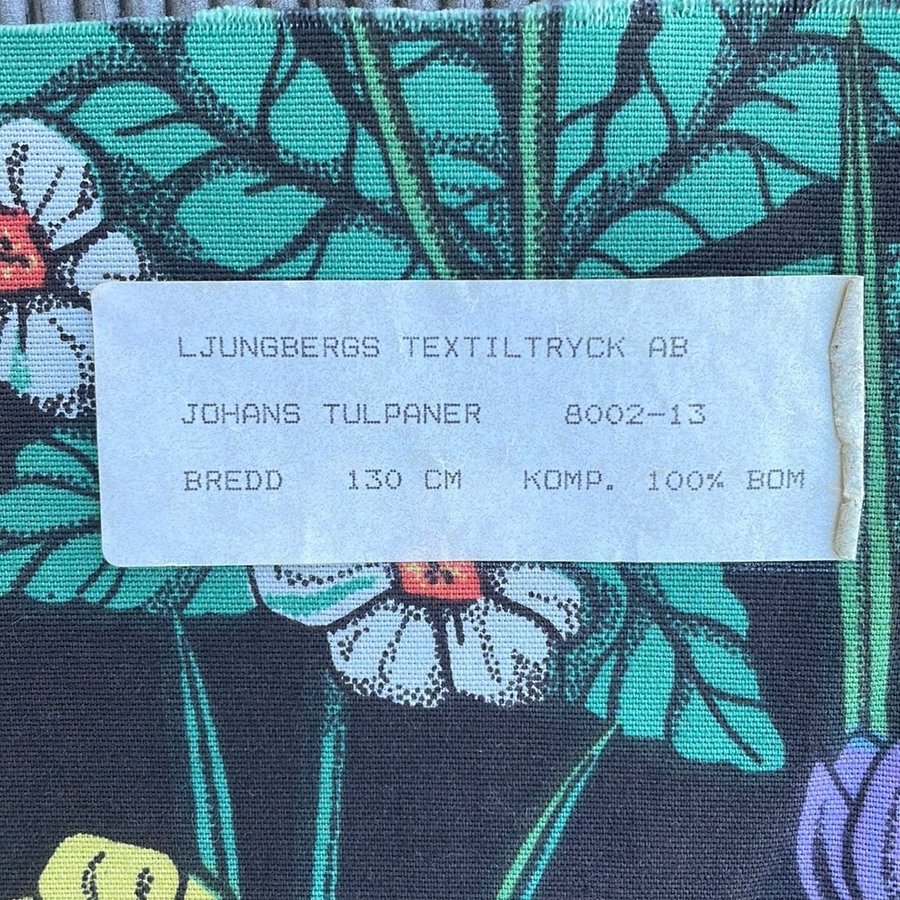 LJUNGBERGS TEXTILTRYCK AB
JOHANS TULPANER 8002-13
BREDD 130 CM KOMP. 100% BOM